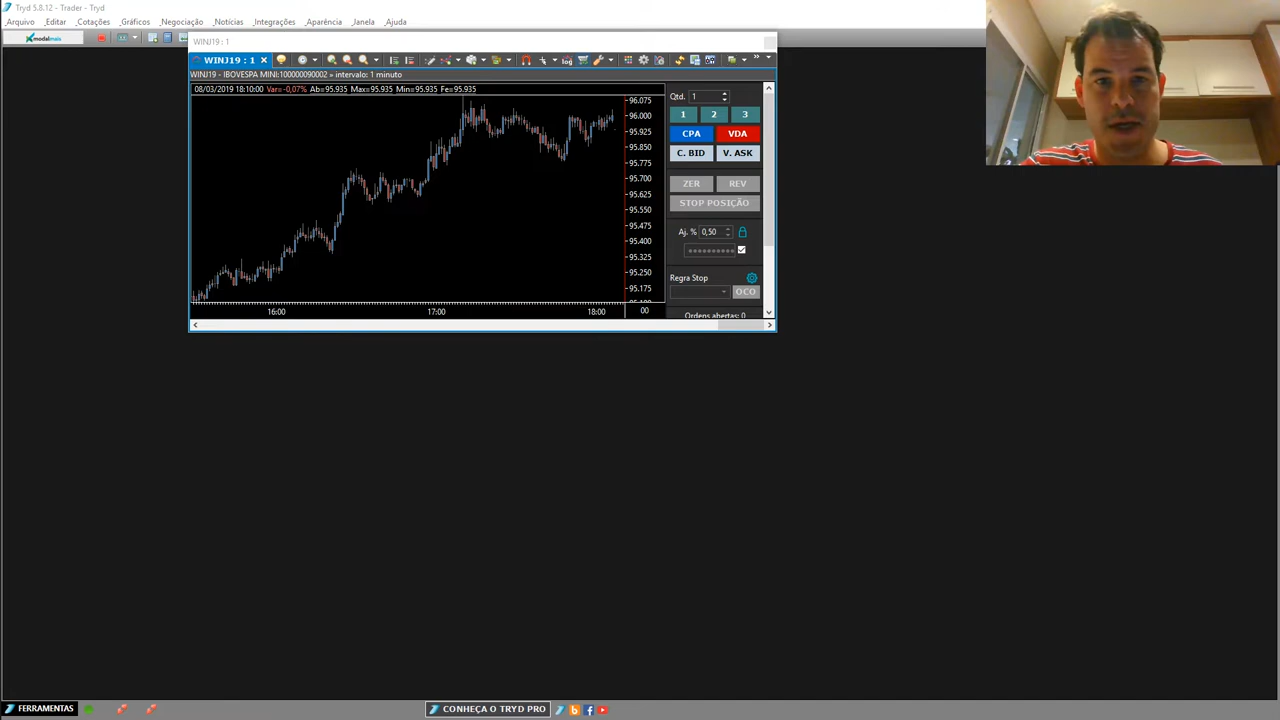 Tryd 5.8.12 - Trader - Tryd
Arquivo Editar Cotações Gráficos Negociação Notícias Integrações Aparência Janela Ajuda
modalmais
WINJ19 : 1
WINJ19 : 1
log
WINJ19 - IBOVESPA MINI:100000090002 » intervalo: 1 minuto
08/03/2019 18:10:00 Var=-0,07% Ab=95.935 Max=95.935 Min=95.935 Fe=95.935
96.075
96.000
95.925
95.850
95.775
95.700
95.625
95.550
95.475
95.400
95.325
95.250
95.175
95.100
16:00 17:00 18:00 00
Qtd. 1
1 2 3
CPA VDA
C. BID V. ASK
ZER REV
STOP POSIÇÃO
Aj. % 0,50
Regra Stop
OCO
Ordens abertas: 0
FERRAMENTAS
CONHEÇA O TRYD PRO